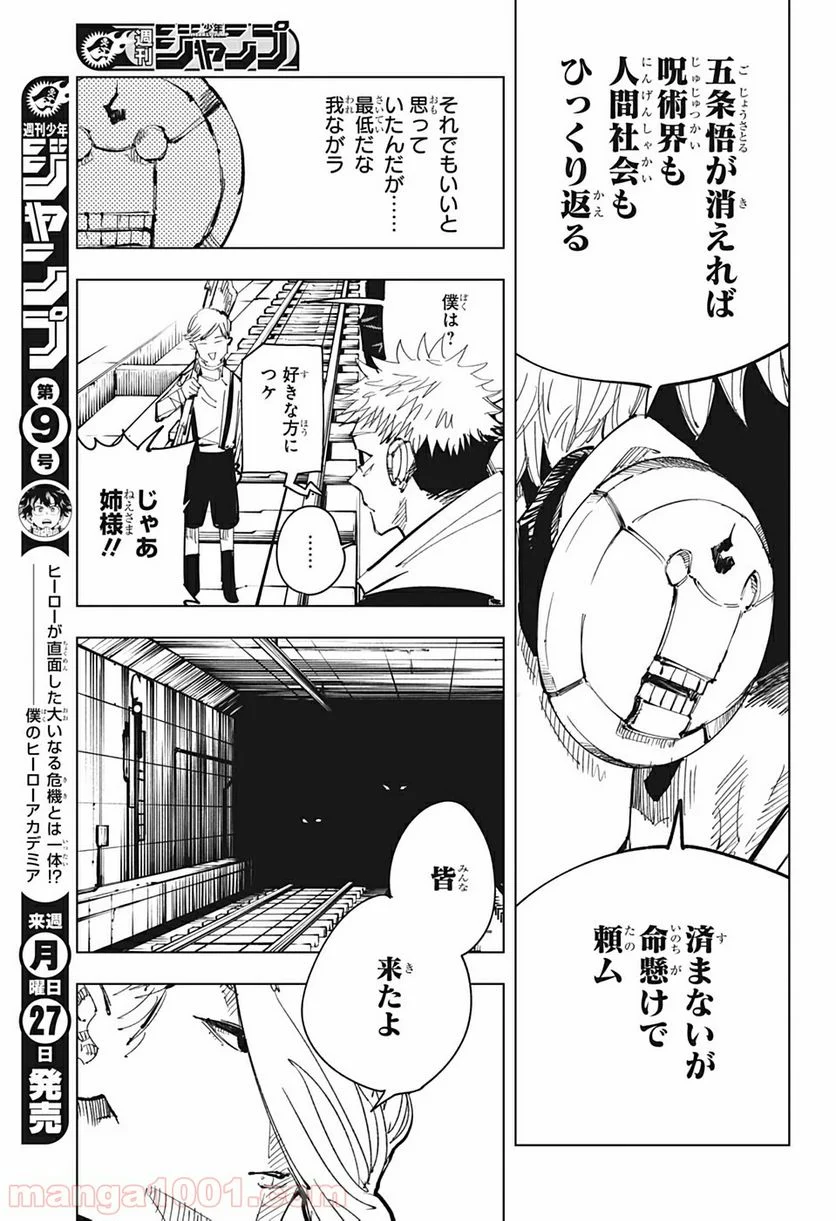 五条悟が消えれば
呪術界も
人間社会も
ひっくり返る
済まないが
命懸けで
頼ム
それでもいいと
思って
いたんだが……
最低だな
我ながラ
僕は?
好きな方に
つヶ
……
じゃあ
姉様!!
皆
来たよ
週刊少年ジャンプ
週刊少年
ジャンプ
第9号
ヒーローが直面した大いなる危機とは一体!?
――僕のヒーローアカデミア
来週月曜日27日発売
manga1001.com